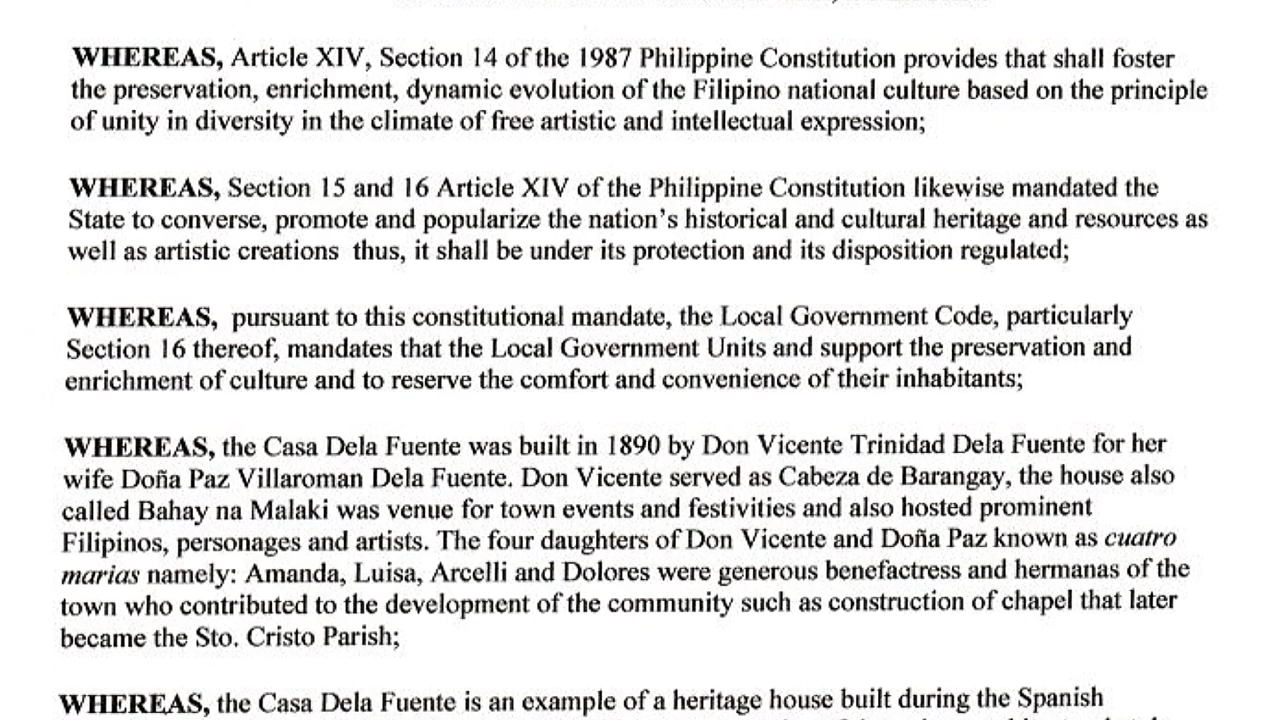 WHEREAS, Article XIV, Section 14 of the 1987 Philippine Constitution provides that shall foster
the preservation, enrichment, dynamic evolution of the Filipino national culture based on the principle
of unity in diversity in the climate of free artistic and intellectual expression;
WHEREAS, Section 15 and 16 Article XIV of the Philippine Constitution likewise mandated the
State to converse, promote and popularize the nation's historical and cultural heritage and resources as
well as artistic creations thus, it shall be under its protection and its disposition regulated;
WHEREAS, pursuant to this constitutional mandate, the Local Government Code, particularly
Section 16 thereof, mandates that the Local Government Units and support the preservation and
enrichment of culture and to reserve the comfort and convenience of their inhabitants;
WHEREAS, the Casa Dela Fuente was built in 1890 by Don Vicente Trinidad Dela Fuente for her
wife Doña Paz Villaroman Dela Fuente. Don Vicente served as Cabeza de Barangay, the house also
called Bahay na Malaki was venue for town events and festivities and also hosted prominent
Filipinos, personages and artists. The four daughters of Don Vicente and Doña Paz known as cuatro
marias namely: Amanda, Luisa, Arcelli and Dolores were generous benefactress and hermanas of the
town who contributed to the development of the community such as construction of chapel that later
became the Sto. Cristo Parish;
WHEREAS, the Casa Dela Fuente is an example of a heritage house built during the Spanish